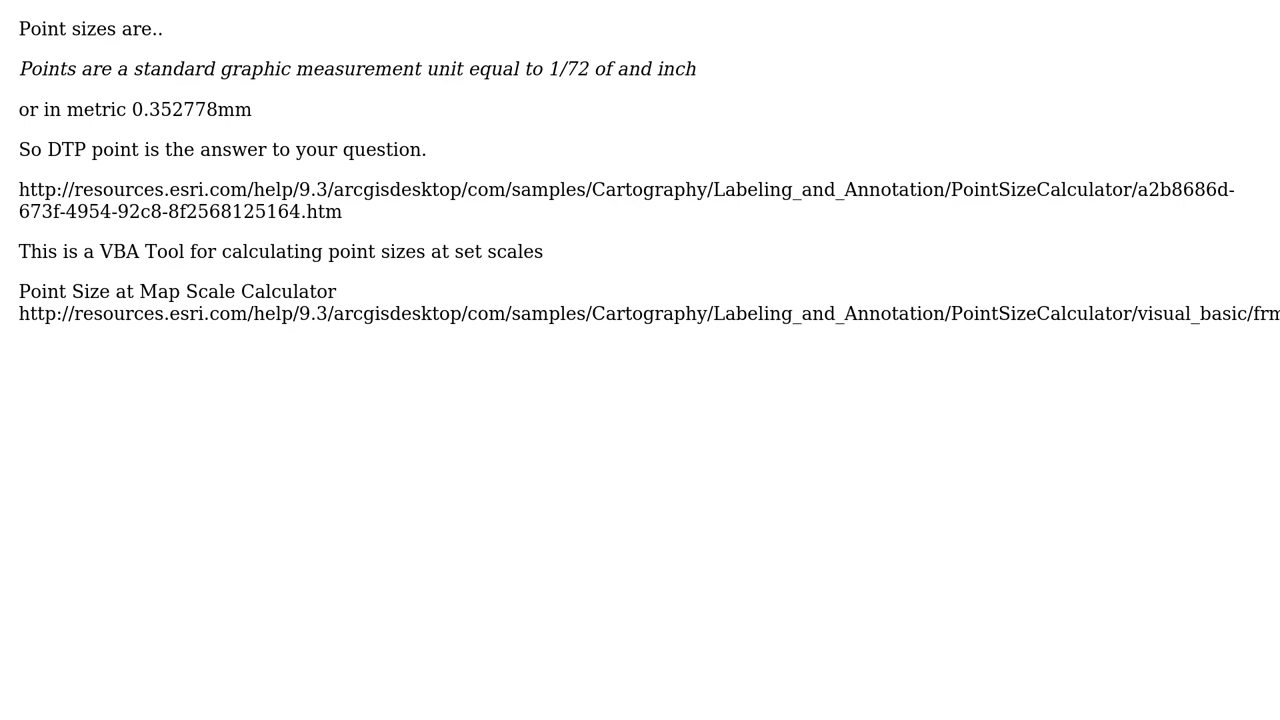 Point sizes are..
Points are a standard graphic measurement unit equal to 1/72 of and inch
or in metric 0.352778mm
So DTP point is the answer to your question.
http://resources.esri.com/help/9.3/arcgisdesktop/com/samples/Cartography/Labeling_and_Annotation/PointSizeCalculator/a2b8686d-
673f-4954-92c8-8f2568125164.htm
This is a VBA Tool for calculating point sizes at set scales
Point Size at Map Scale Calculator
http://resources.esri.com/help/9.3/arcgisdesktop/com/samples/Cartography/Labeling_and_Annotation/PointSizeCalculator/visual_basic/frm